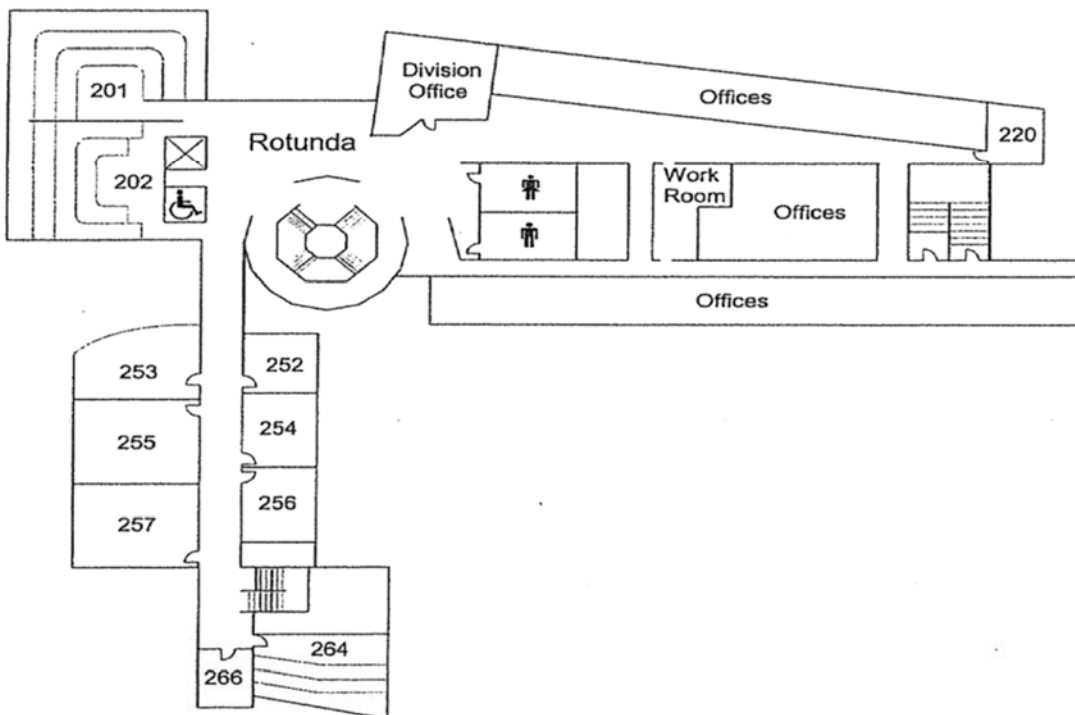 201
Division
Office
Offices
220
Rotunda
202
Work
Room
Offices
Offices
253
252
255
254
257
256
264
266